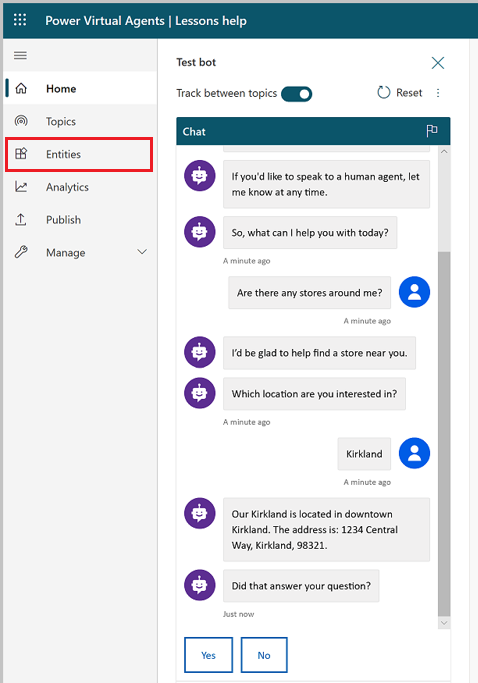 Power Virtual Agents | Lessons help
Home
Topics
Entities
Analytics
Publish
Manage
Test bot
Track between topics
Reset
Chat
If you'd like to speak to a human agent, let
me know at any time.
So, what can I help you with today?
A minute ago
Are there any stores around me?
A minute ago
I'd be glad to help find a store near you.
Which location are you interested in?
A minute ago
Kirkland
A minute ago
Our Kirkland is located in downtown
Kirkland. The address is: 1234 Central
Way, Kirkland, 98321.
Did that answer your question?
Just now
Yes
No